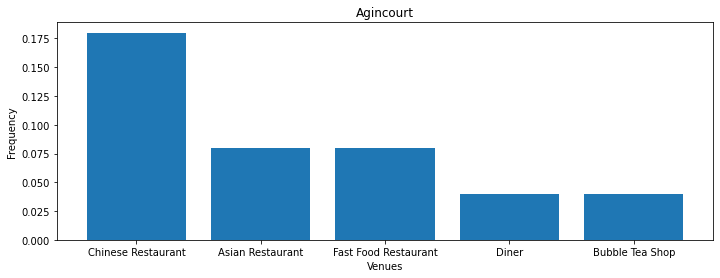 Agincourt
0.175
0.150
0.125
0.100
0.075
0.050
0.025
0.000
Frequency
Chinese Restaurant Asian Restaurant Fast Food Restaurant Diner Bubble Tea Shop
Venues